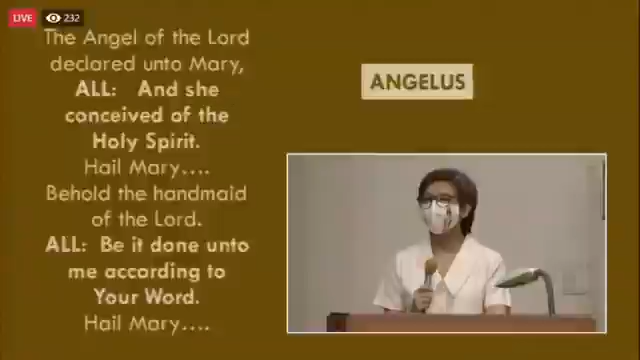 LIVE 232
The Angel of the Lord
declared unto Mary,
ALL: And she
conceived of the
Holy Spirit.
Hail Mary....
Behold the handmaid
of the Lord.
ALL: Be it done unto
me according to
Your Word.
Hail Mary....
ANGELUS